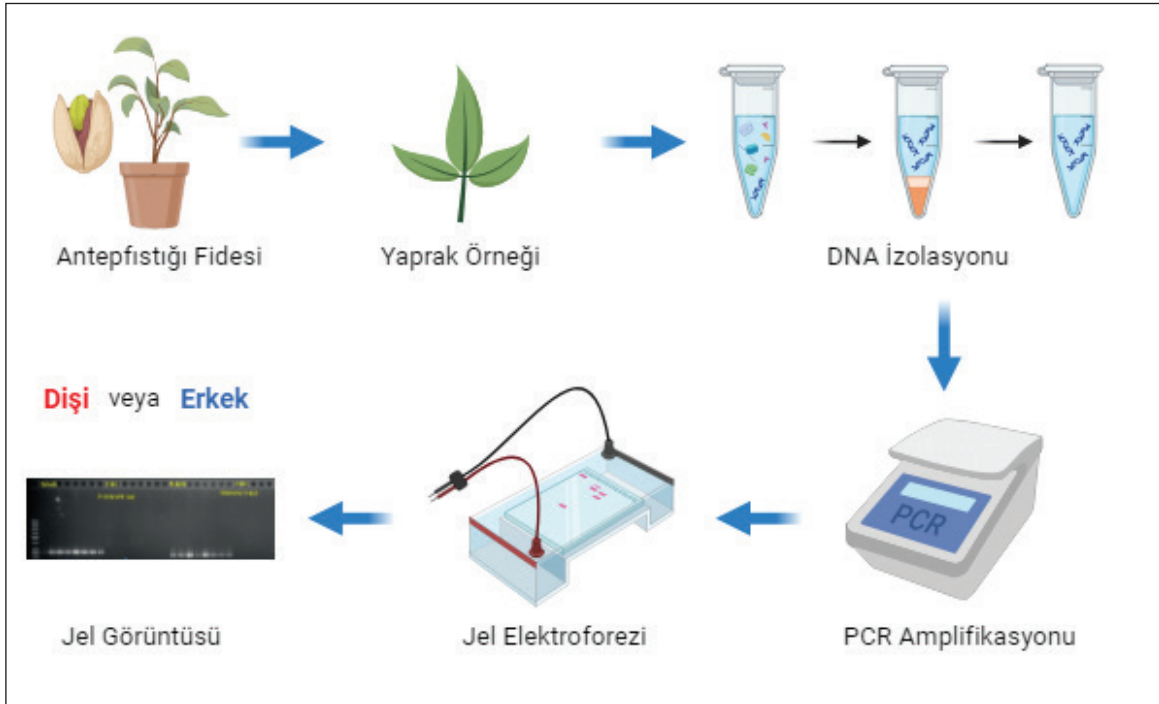 Antepfıstığı Fidesi
Yaprak Örneği
DNA İzolasyonu
Dişi veya Erkek
PCR
Jel Görüntüsü
Jel Elektroforezi
PCR Amplifikasyonu